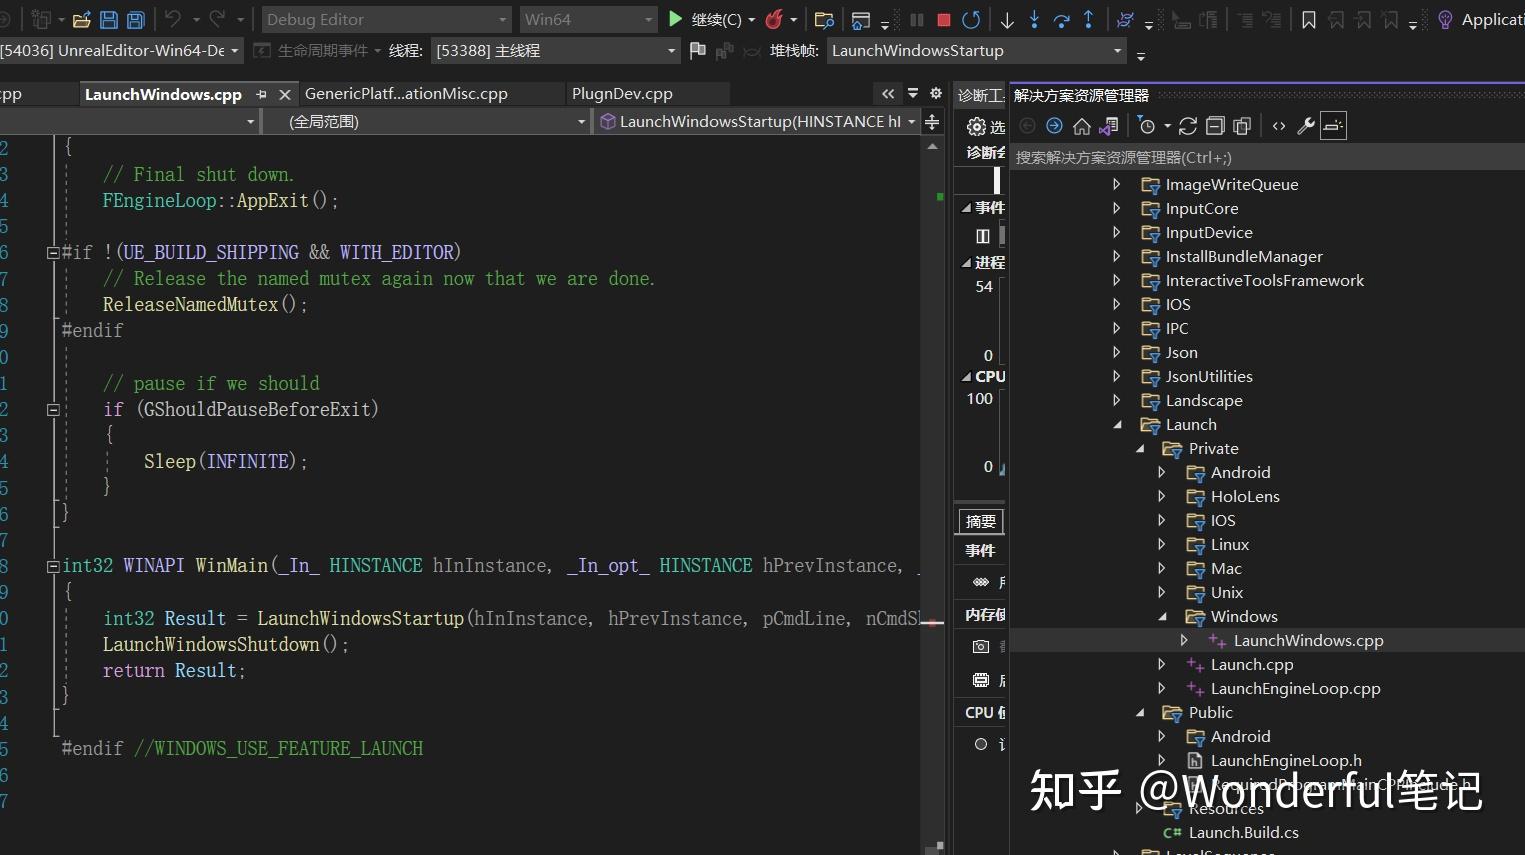 Debug Editor
Win64
继续(C)
Applicati
[54036] UnrealEditor-Win64-De
生命周期事件
线程:
[53388] 主线程
堆栈帧:
LaunchWindowsStartup
cpp
LaunchWindows.cpp
GenericPlatf...ationMisc.cpp
PlugnDev.cpp
(全局范围)
LaunchWindowsStartup(HINSTANCE hI
2 {
3 // Final shut down.
4 FEngineLoop::AppExit();
5
6 #if !(UE_BUILD_SHIPPING && WITH_EDITOR)
7 // Release the named mutex again now that we are done.
8 ReleaseNamedMutex();
9 #endif
0
1 // pause if we should
2 if (GShouldPauseBeforeExit)
3 {
4 Sleep(INFINITE);
5 }
6 }
7
8 int32 WINAPI WinMain(_In_ HINSTANCE hInInstance, _In_opt_ HINSTANCE hPrevInstance, _
9 {
0 int32 Result = LaunchWindowsStartup(hInInstance, hPrevInstance, pCmdLine, nCmdSh
1 LaunchWindowsShutdown();
2 return Result;
3 }
4
5 #endif //WINDOWS_USE_FEATURE_LAUNCH
6
7
诊断工
选
诊断会
事件
进程
54
0
CPU
100
0
摘要
事件
内存使
CPU 使
解决方案资源管理器
搜索解决方案资源管理器(Ctrl+;)
ImageWriteQueue
InputCore
InputDevice
InstallBundleManager
InteractiveToolsFramework
IOS
IPC
Json
JsonUtilities
Landscape
Launch
Private
Android
HoloLens
IOS
Linux
Mac
Unix
Windows
LaunchWindows.cpp
Launch.cpp
LaunchEngineLoop.cpp
Public
Android
LaunchEngineLoop.h
RequiredProgramMainCPPInclude.h
Resources
Launch.Build.cs
LevelSequence
知乎 @Wonderful笔记